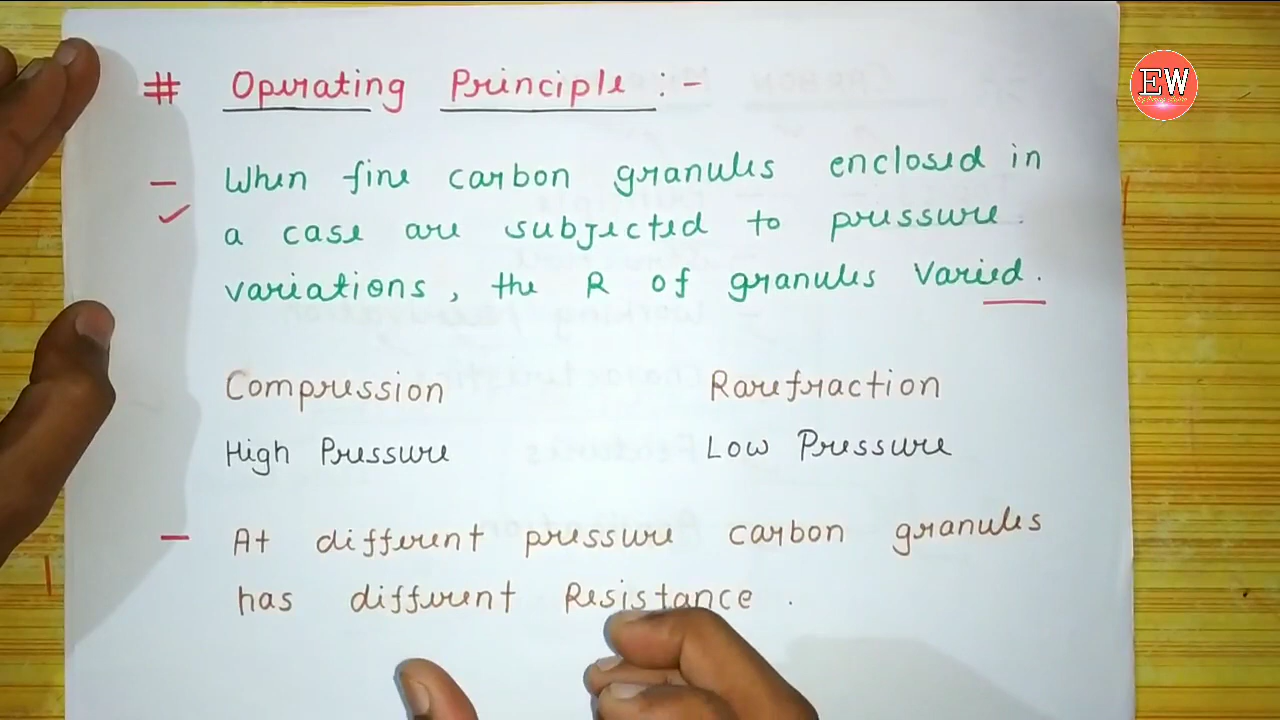 # Operating Principle :-
- When fine carbon granules enclosed in
a case are subjected to pressure
variations, the R of granules varied.
Compression Rarefraction
High Pressure Low Pressure
- At different pressure carbon granules
has different Resistance.
EW